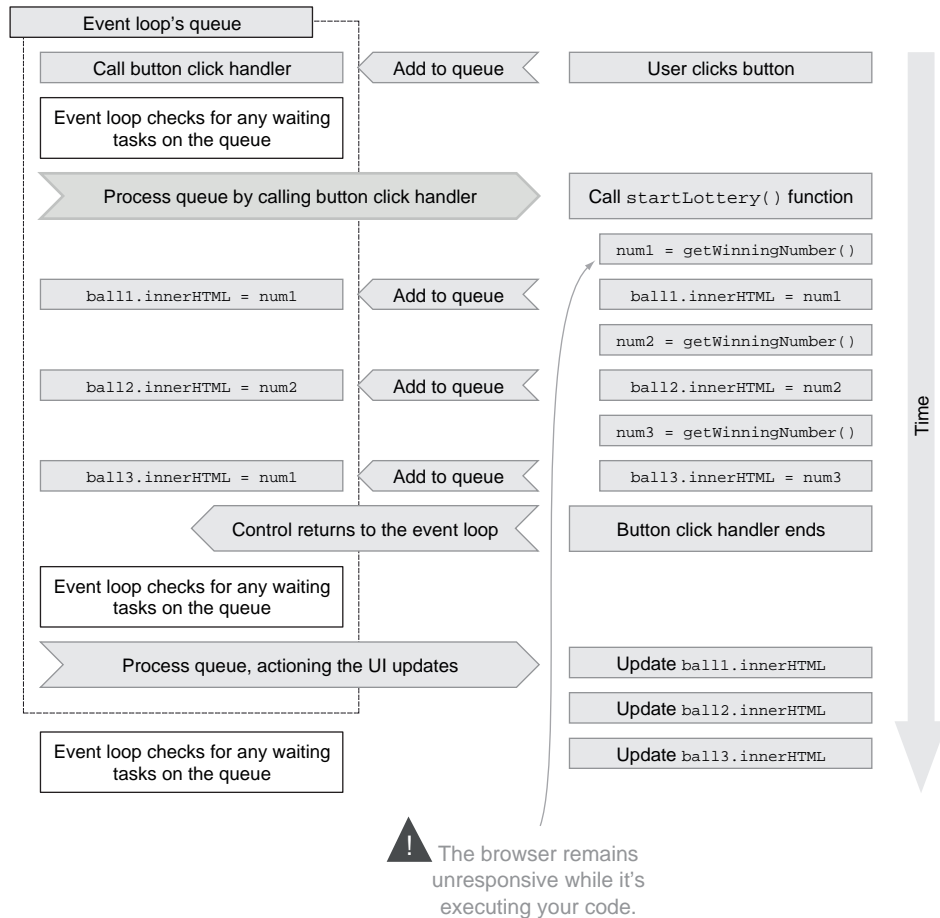 Event loop's queue
Call button click handler
Add to queue
User clicks button
Event loop checks for any waiting
tasks on the queue
Process queue by calling button click handler
Call startLottery() function
num1 = getWinningNumber()
ball1.innerHTML = num1
Add to queue
ball1.innerHTML = num1
num2 = getWinningNumber()
ball2.innerHTML = num2
Add to queue
ball2.innerHTML = num2
num3 = getWinningNumber()
ball3.innerHTML = num1
Add to queue
ball3.innerHTML = num3
Control returns to the event loop
Button click handler ends
Event loop checks for any waiting
tasks on the queue
Process queue, actioning the UI updates
Update ball1.innerHTML
Update ball2.innerHTML
Event loop checks for any waiting
tasks on the queue
Update ball3.innerHTML
Time
!
The browser remains
unresponsive while it's
executing your code.